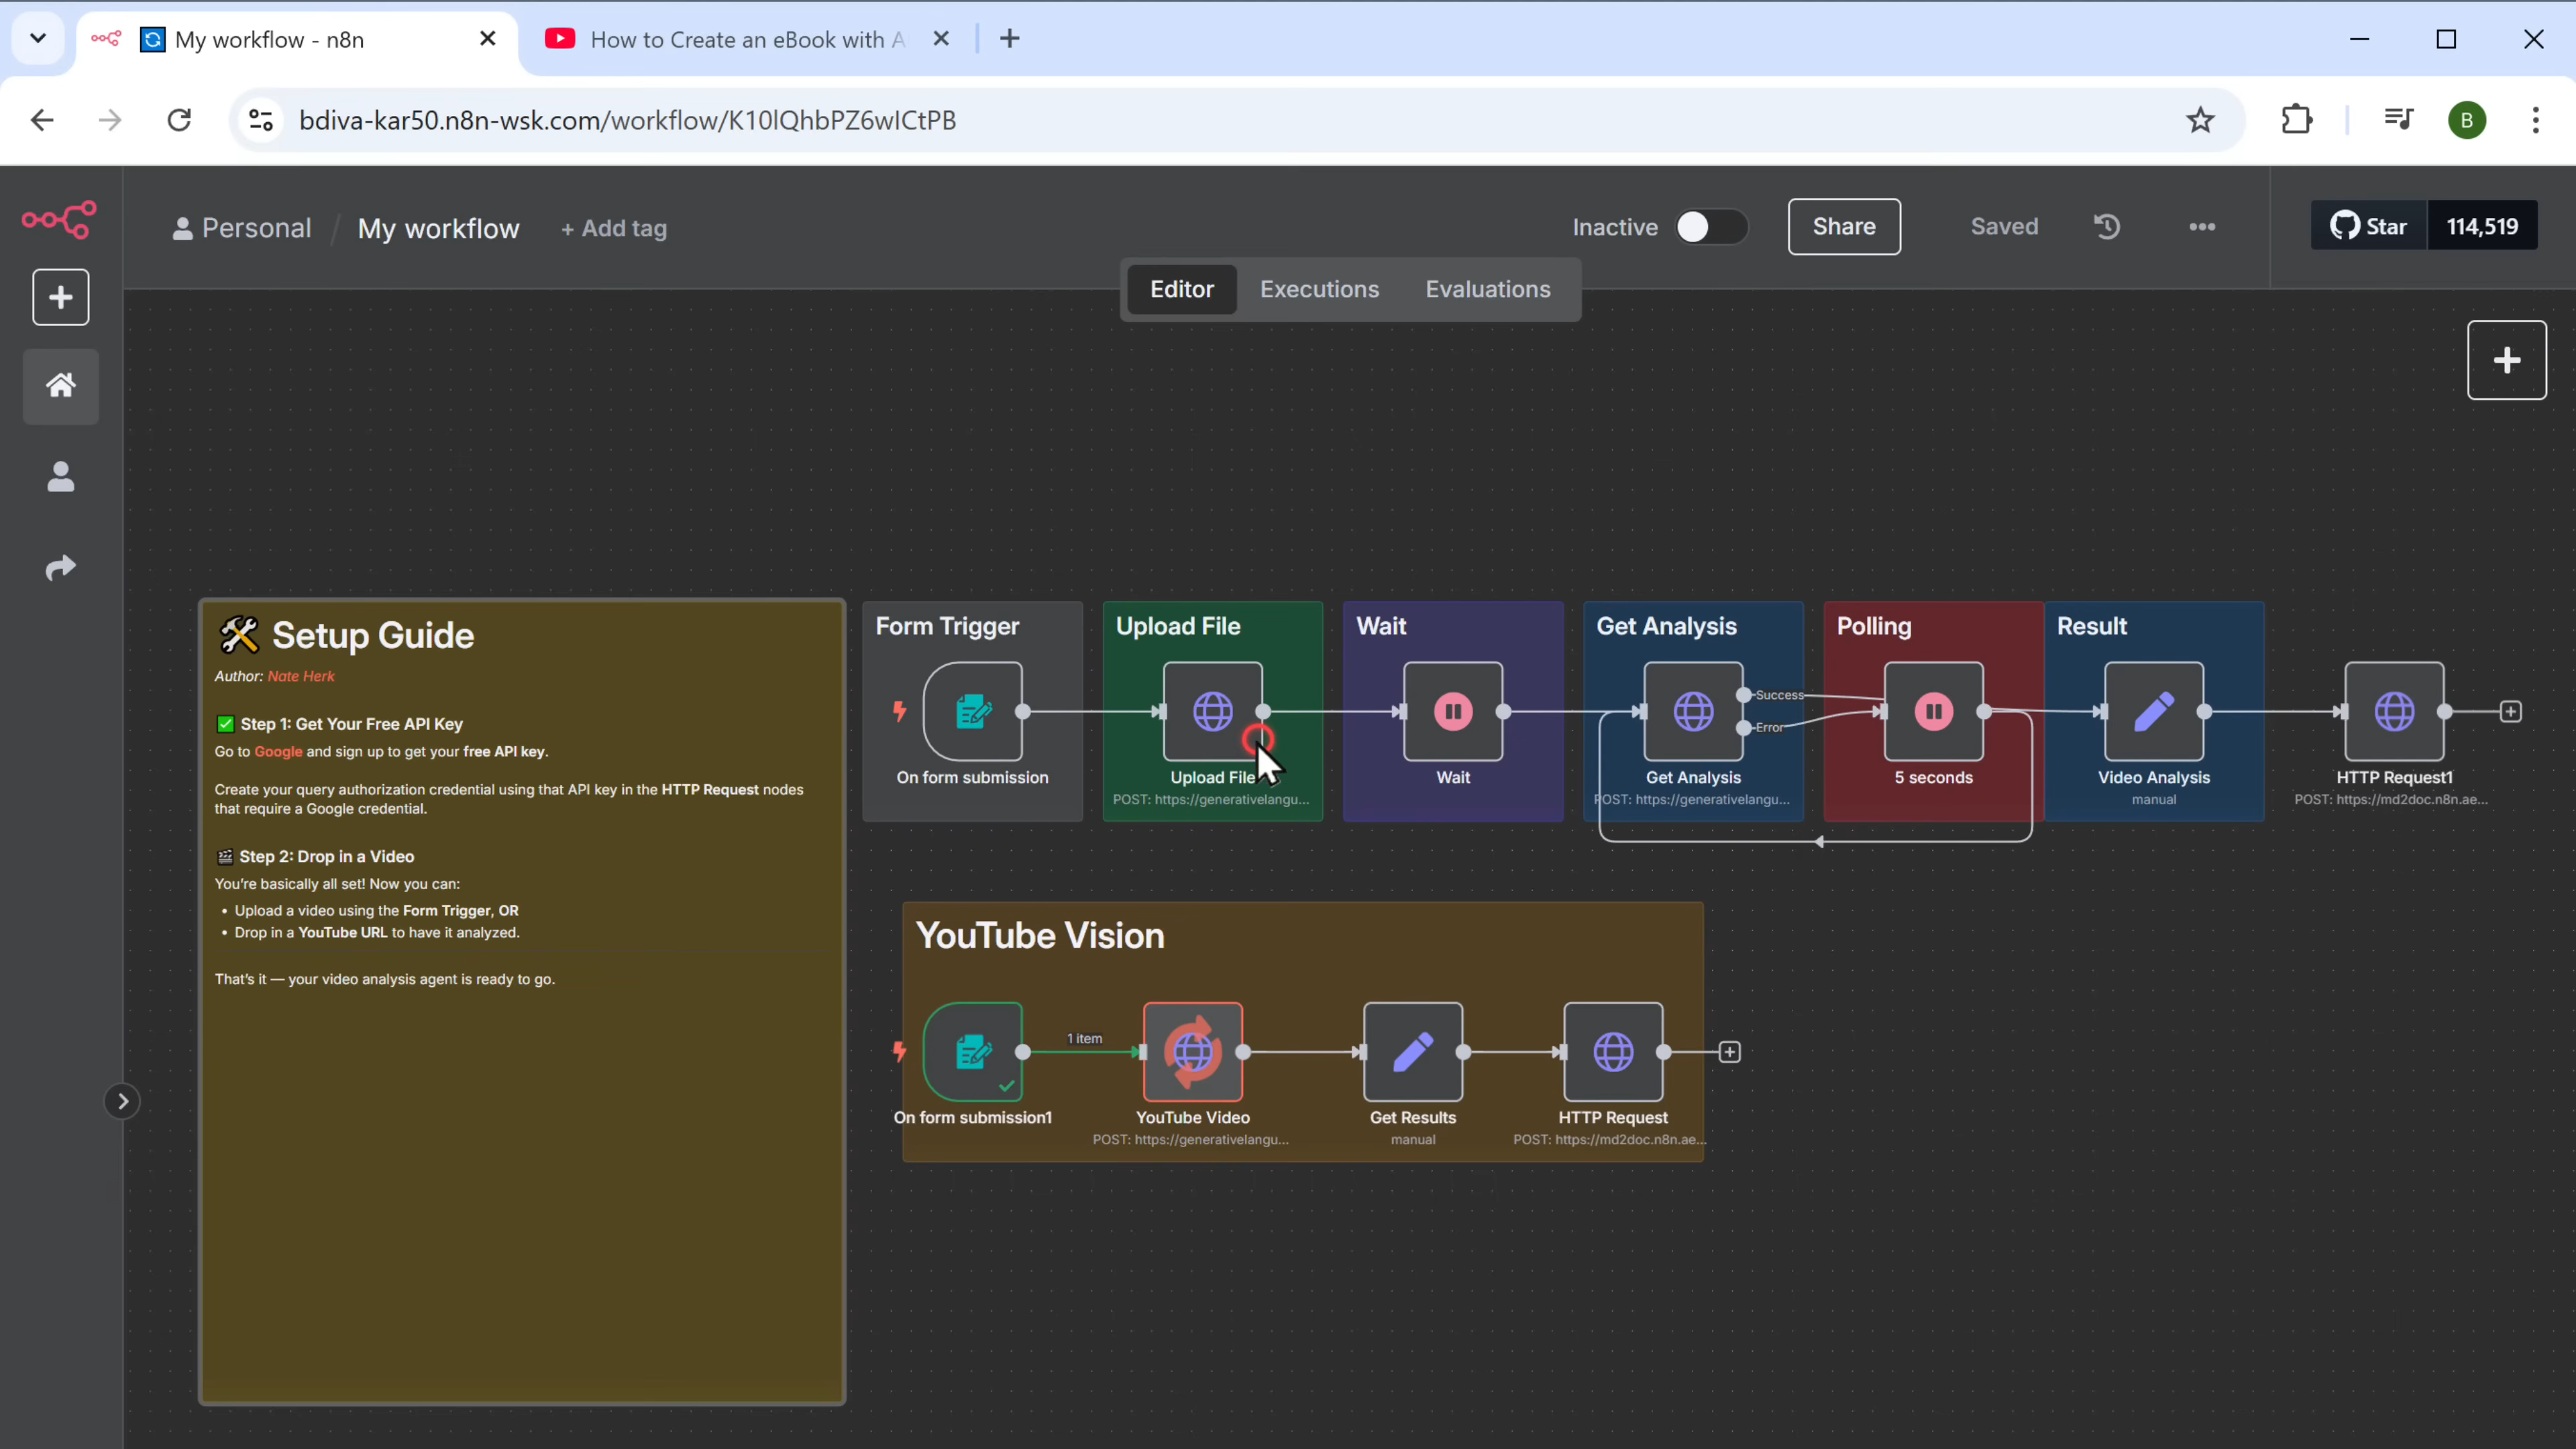 My workflow - n8n
How to Create an eBook with A
bdiva-kar50.n8n-wsk.com/workflow/K10lQhbPZ6wICtPB
B
Personal / My workflow + Add tag
Inactive
Share
Saved
Star 114,519
Editor Executions Evaluations
Setup Guide
Author: Nate Herk
Step 1: Get Your Free API Key
Go to Google and sign up to get your free API key.
Create your query authorization credential using that API key in the HTTP Request nodes
that require a Google credential.
Step 2: Drop in a Video
You're basically all set! Now you can:
• Upload a video using the Form Trigger, OR
• Drop in a YouTube URL to have it analyzed.
That's it — your video analysis agent is ready to go.
Form Trigger
On form submission
Upload File
Upload File
POST: https://generativelangu...
Wait
Wait
Get Analysis
Success
Error
Get Analysis
POST: https://generativelangu...
Polling
5 seconds
Result
Video Analysis
manual
HTTP Request1
POST: https://md2doc.n8n.ae...
YouTube Vision
1 item
On form submission1
YouTube Video
POST: https://generativelangu...
Get Results
manual
HTTP Request
POST: https://md2doc.n8n.ae...